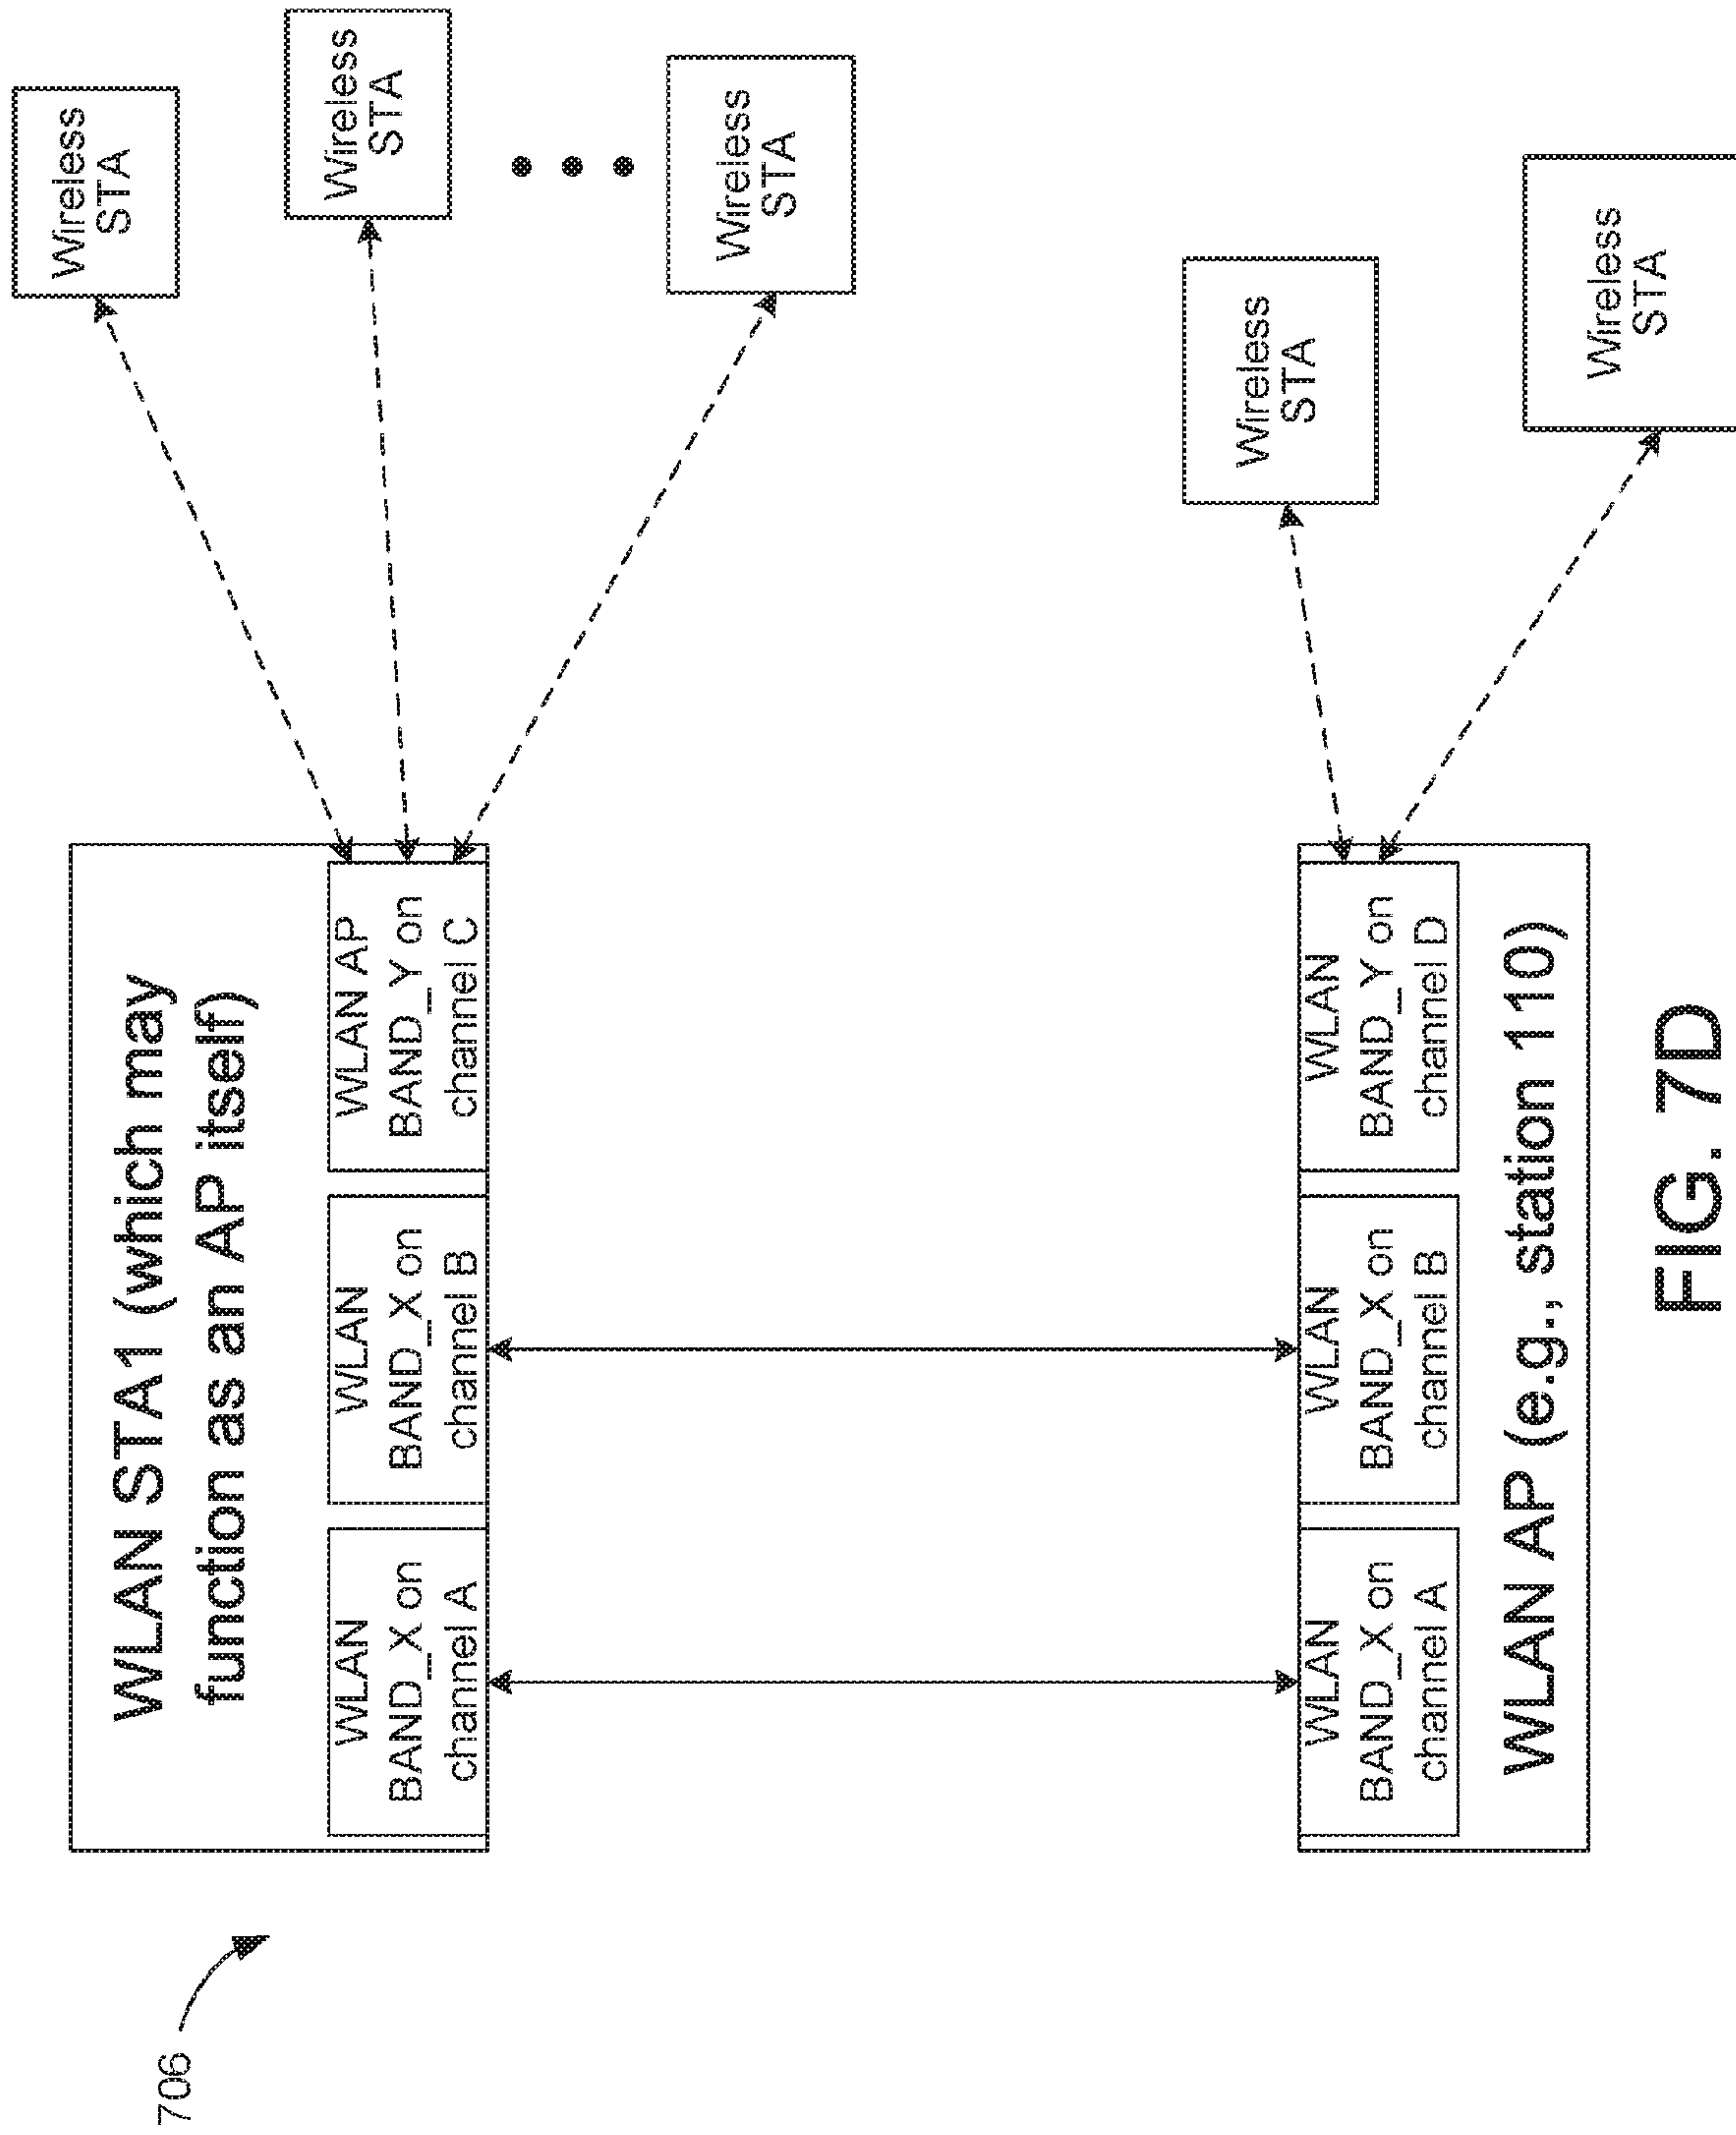 706
WLAN STA1 (which may
function as an AP itself)
WLAN
BAND_X on
channel A
WLAN
BAND_X on
channel B
WLAN AP
BAND_Y on
channel C
Wireless
STA
Wireless
STA
Wireless
STA
WLAN
BAND_X on
channel A
WLAN
BAND_X on
channel B
WLAN
BAND_Y on
channel D
WLAN AP (e.g., station 110)
Wireless
STA
Wireless
STA
FIG. 7D